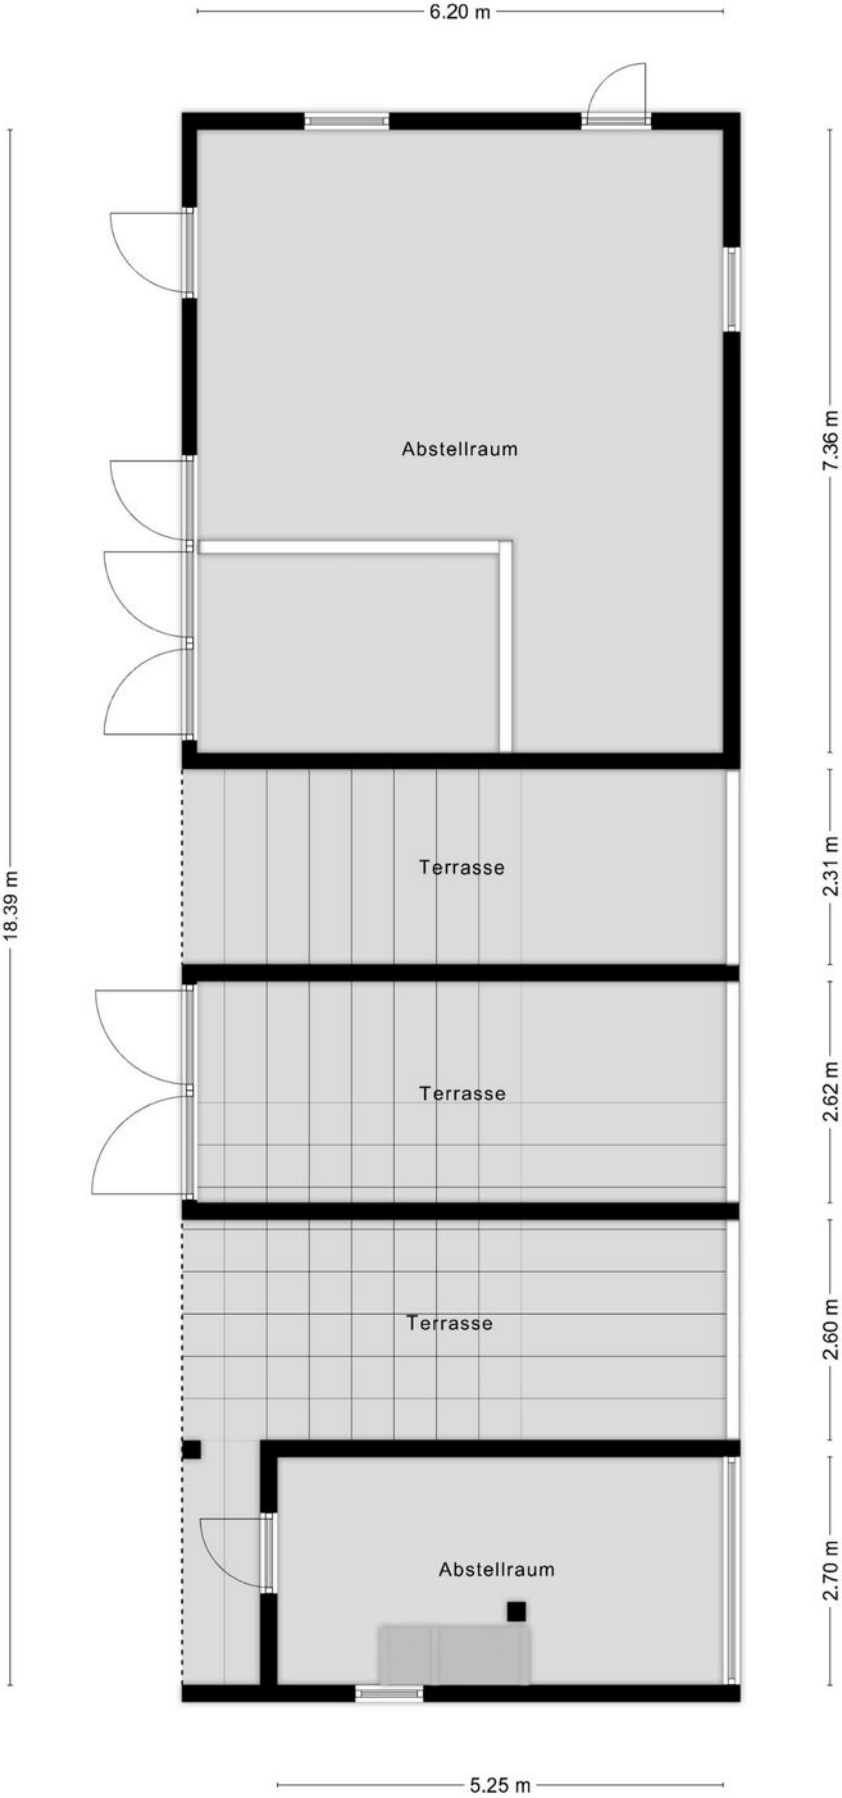 6.20 m
Abstellraum
7.36 m
Terrasse
2.31 m
18.39 m
Terrasse
2.62 m
Terrasse
2.60 m
Abstellraum
2.70 m
5.25 m